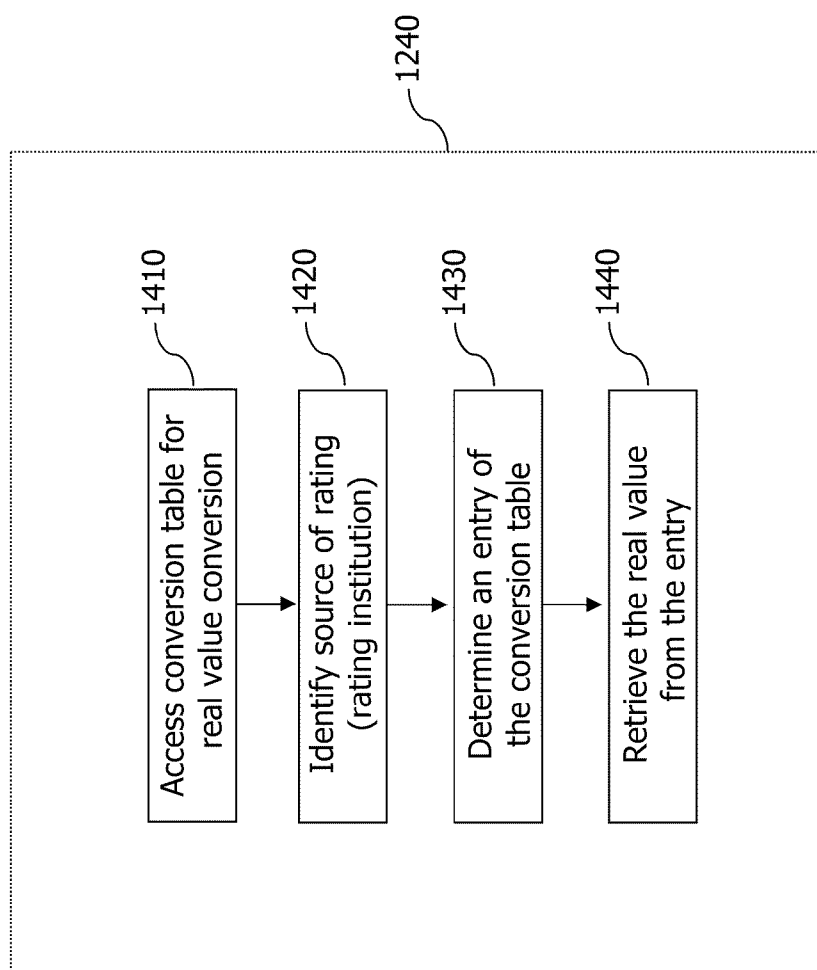 1240
Access conversion table for
real value conversion
1410
Identify source of rating
(rating institution)
1420
Determine an entry of
the conversion table
1430
Retrieve the real value
from the entry
1440